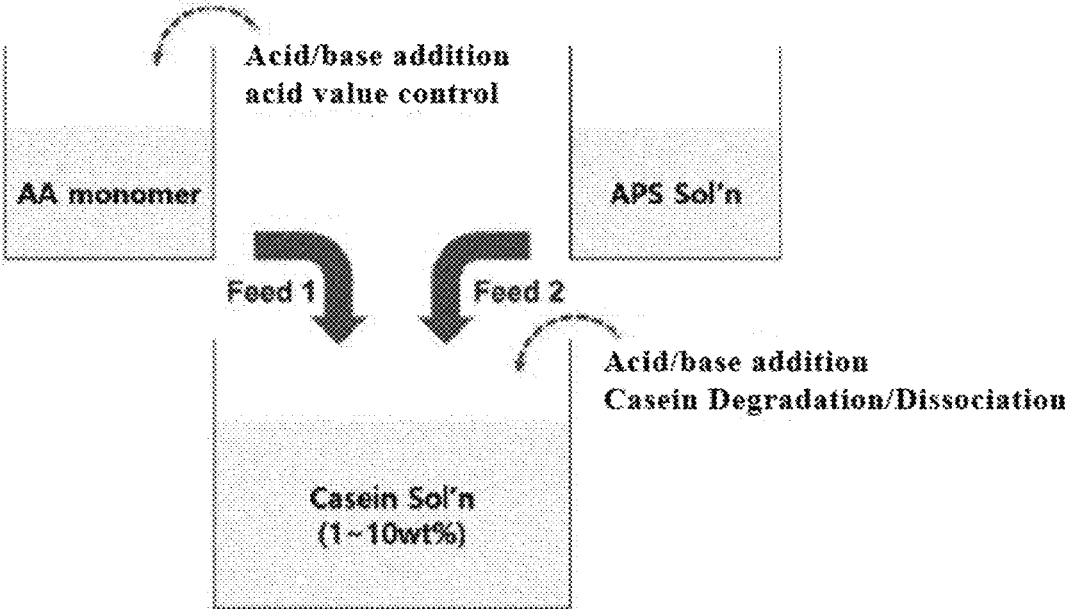 Acid/base addition
acid value control
AA monomer
APS Sol'n
Feed 1
Feed 2
Acid/base addition
Casein Degradation/Dissociation
Casein Sol'n
(1~10wt%)